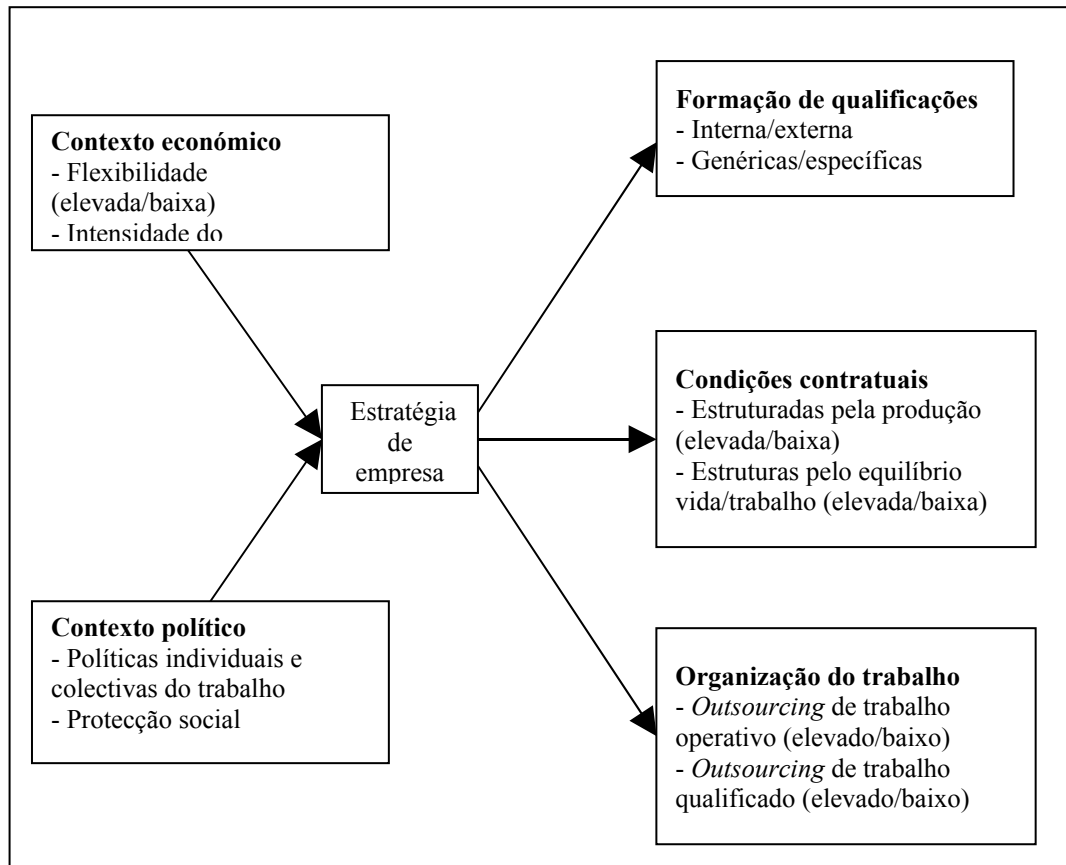 Contexto económico
- Flexibilidade
(elevada/baixa)
- Intensidade do
Contexto político
- Políticas individuais e
colectivas do trabalho
- Protecção social
Estratégia
de
empresa
Formação de qualificações
- Interna/externa
- Genéricas/específicas
Condições contratuais
- Estruturadas pela produção
(elevada/baixa)
- Estruturas pelo equilíbrio
vida/trabalho (elevada/baixa)
Organização do trabalho
- Outsourcing de trabalho
operativo (elevado/baixo)
- Outsourcing de trabalho
qualificado (elevado/baixo)